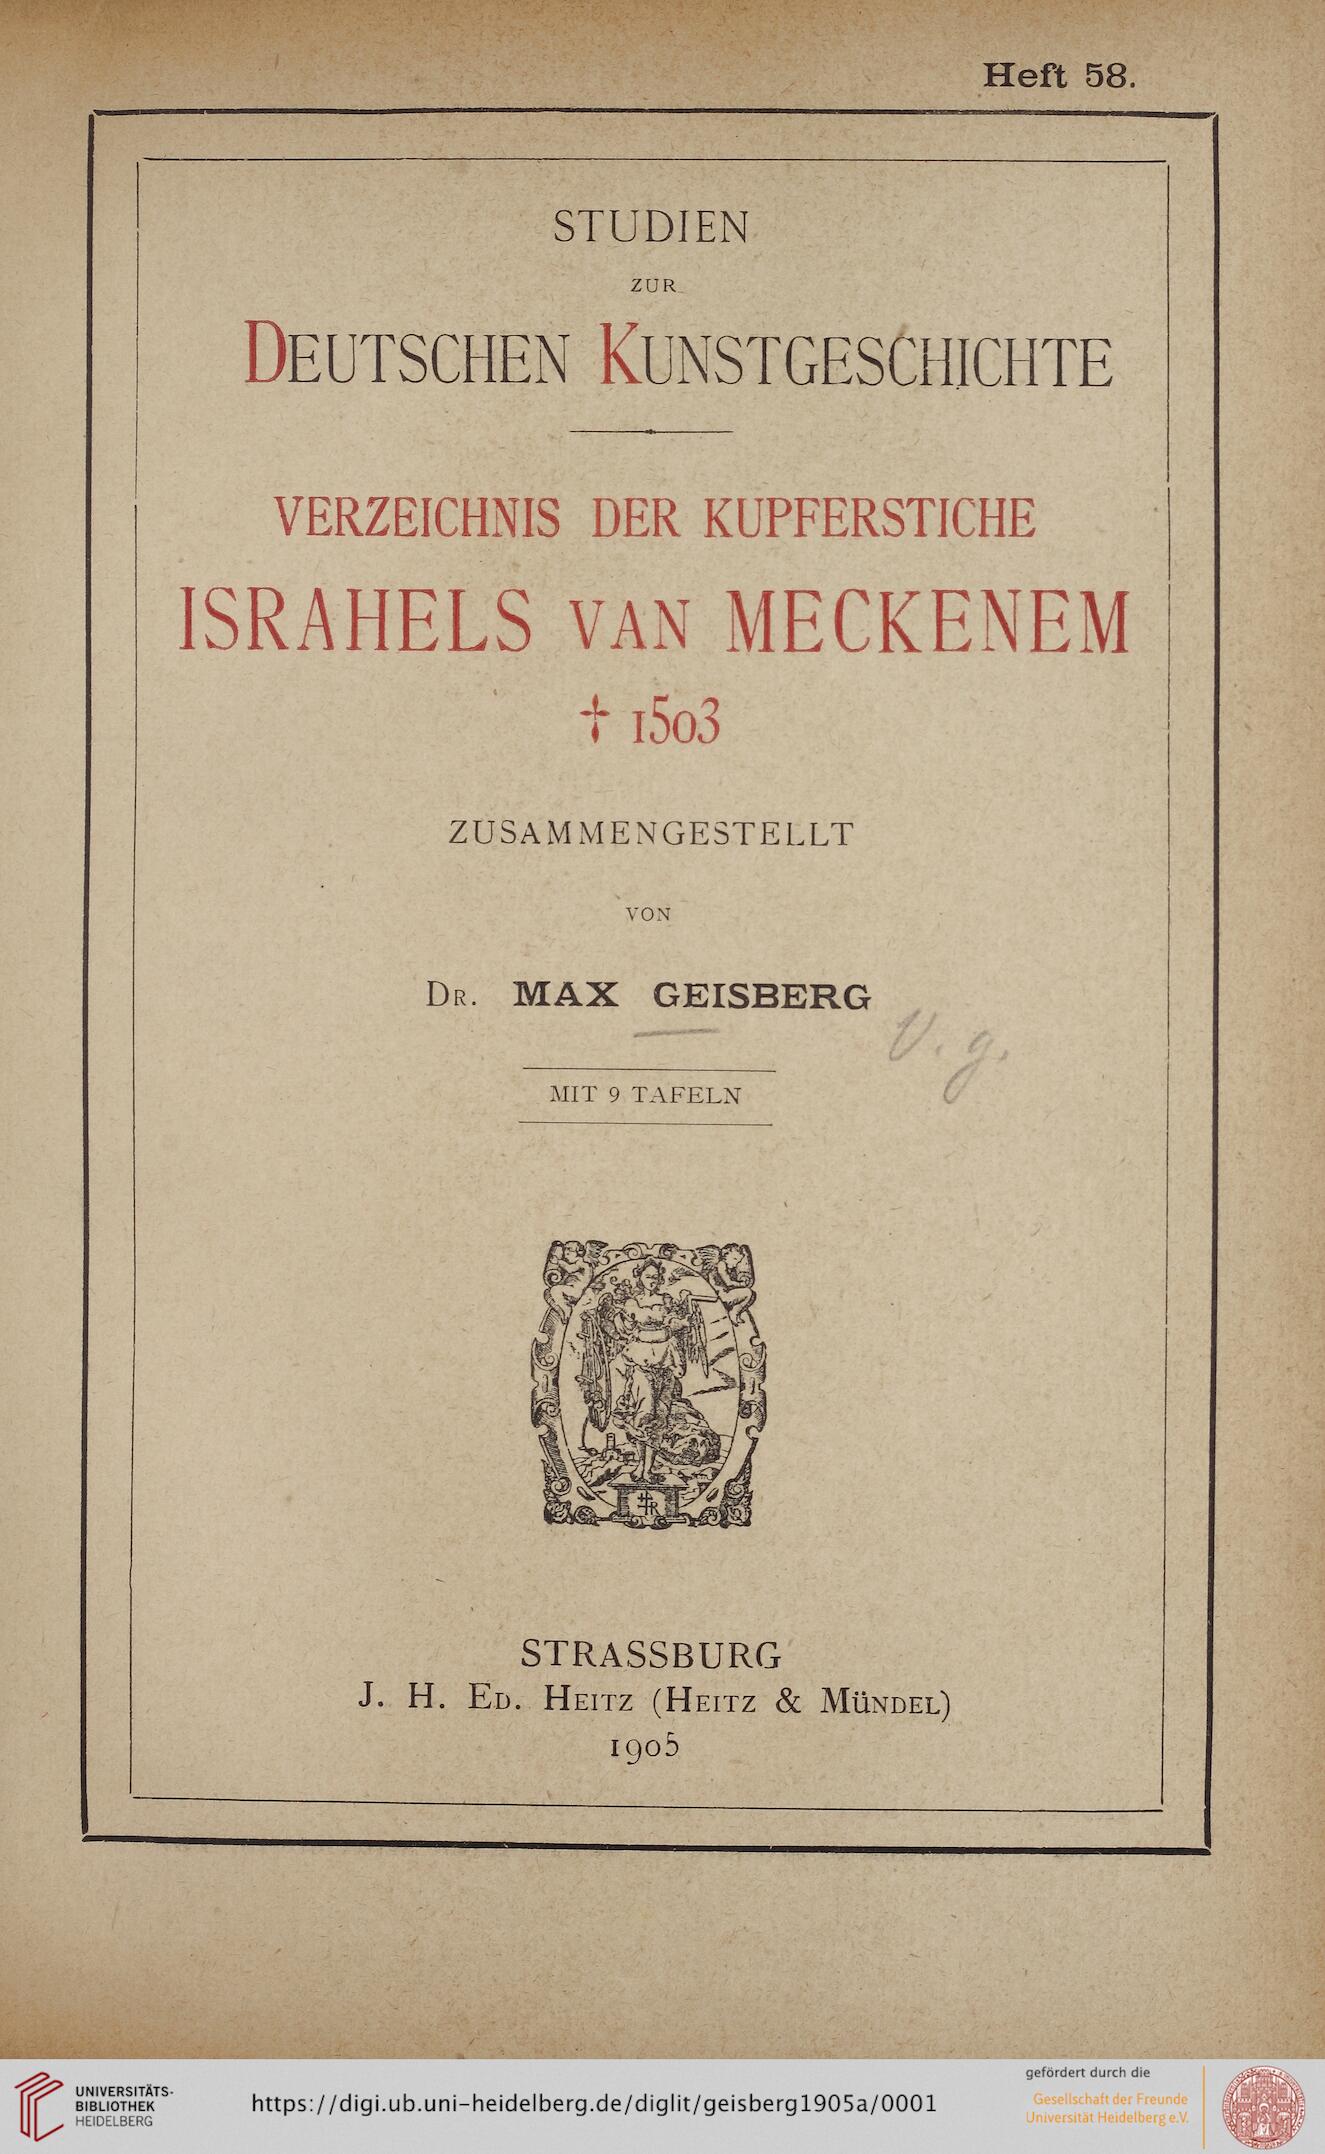 Heft 58.
STUDIEN
ZUR
DEUTSCHEN KUNSTGESCHICHTE
VERZEICHNIS DER KUPFERSTICHE
ISRAHELS VAN MECKENEM
† 1503
ZUSAMMENGESTELLT
VON
DR. MAX GEISBERG
V. g.
MIT 9 TAFELN
STRASSBURG
J. H. ED. HEITZ (HEITZ & MÜNDEL)
1905
UNIVERSITÄTS-
BIBLIOTHEK
HEIDELBERG
https://digi.ub.uni-heidelberg.de/diglit/geisberg1905a/0001
gefördert durch die
Gesellschaft der Freunde
Universität Heidelberg e.V.